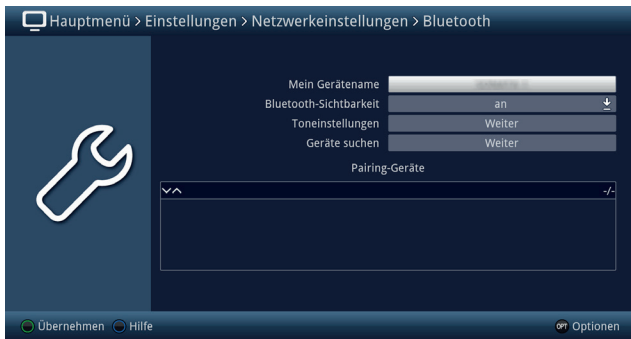 Hauptmenü > Einstellungen > Netzwerkeinstellungen > Bluetooth
Mein Gerätename
Bluetooth-Sichtbarkeit an
Toneinstellungen Weiter
Geräte suchen Weiter
Pairing-Geräte
-/-
Übernehmen Hilfe OPT Optionen